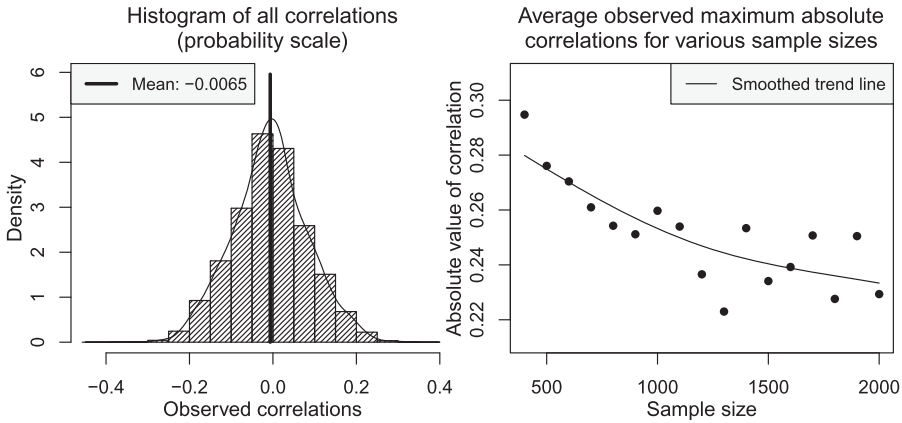 Histogram of all correlations
(probability scale)
Mean: −0.0065
Density
6
5
4
3
2
1
0
−0.4
−0.2
0.0
0.2
0.4
Observed correlations
Average observed maximum absolute
correlations for various sample sizes
Smoothed trend line
Absolute value of correlation
0.30
0.28
0.26
0.24
0.22
500
1000
1500
2000
Sample size